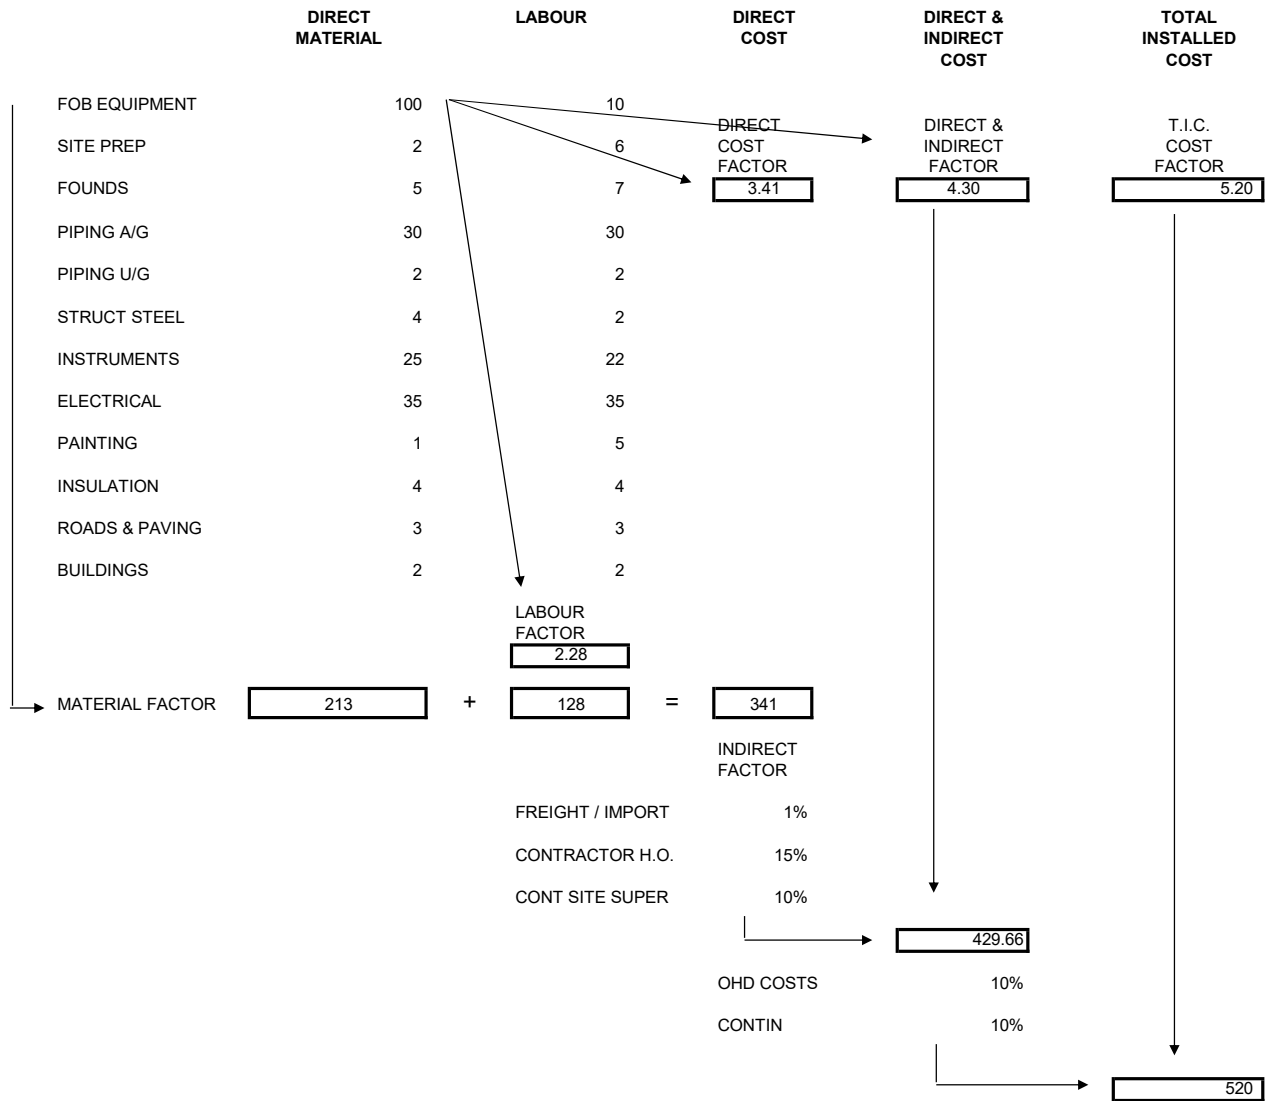 DIRECT MATERIAL LABOUR DIRECT COST DIRECT & INDIRECT COST TOTAL INSTALLED COST
FOB EQUIPMENT 100 10
DIRECT COST FACTOR DIRECT & INDIRECT FACTOR T.I.C. COST FACTOR
SITE PREP 2 6
FOUNDS 5 7 3.41 4.30 5.20
PIPING A/G 30 30
PIPING U/G 2 2
STRUCT STEEL 4 2
INSTRUMENTS 25 22
ELECTRICAL 35 35
PAINTING 1 5
INSULATION 4 4
ROADS & PAVING 3 3
BUILDINGS 2 2
LABOUR
FACTOR
2.28
MATERIAL FACTOR 213 + 128 = 341
INDIRECT
FACTOR
FREIGHT / IMPORT 1%
CONTRACTOR H.O. 15%
CONT SITE SUPER 10%
429.66
OHD COSTS 10%
CONTIN 10%
520